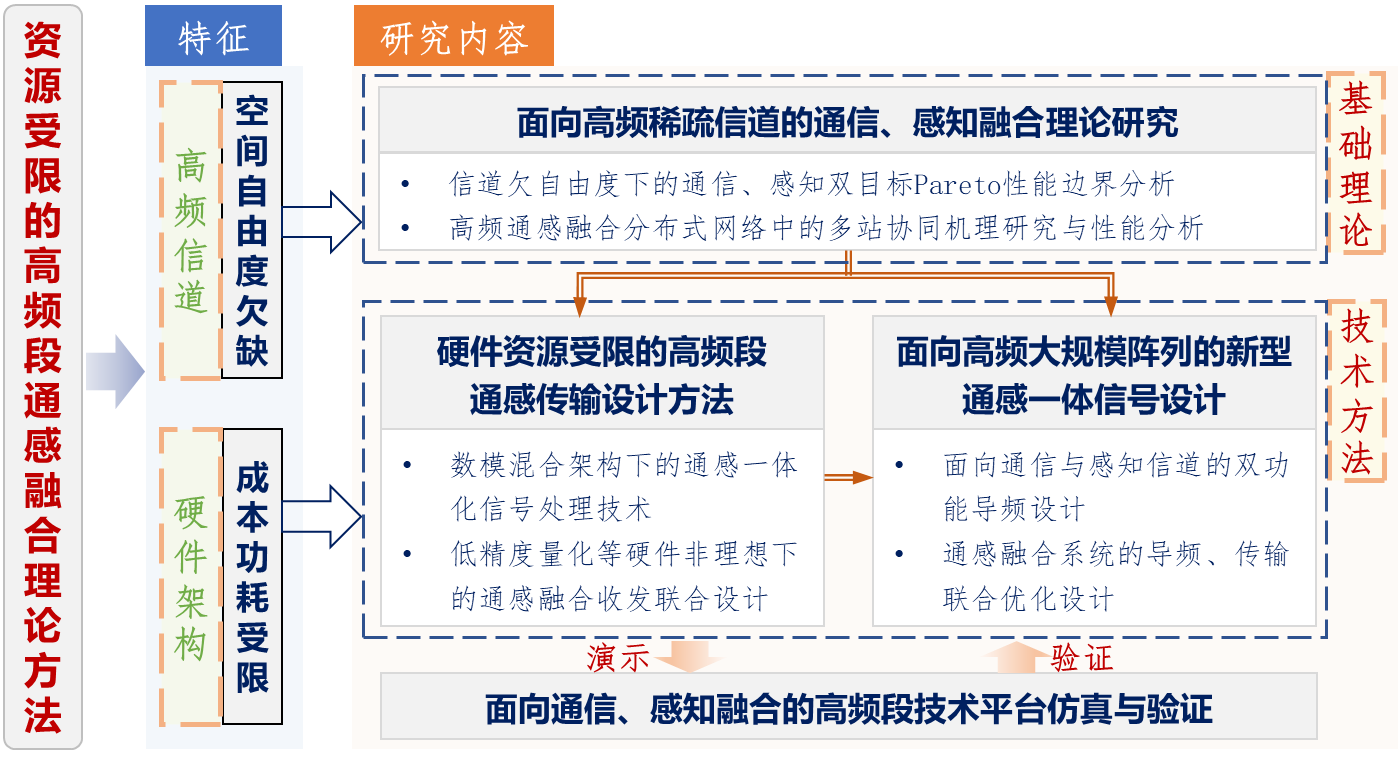 资源受限的高频段通感融合理论方法
特征
研究内容
高频信道
空间自由度欠缺
硬件架构
成本功耗受限
面向高频稀疏信道的通信、感知融合理论研究
• 信道欠自由度下的通信、感知双目标Pareto性能边界分析
• 高频通感融合分布式网络中的多站协同机理研究与性能分析
基础理论
硬件资源受限的高频段
通感传输设计方法
• 数模混合架构下的通感一体
化信号处理技术
• 低精度量化等硬件非理想下
的通感融合收发联合设计
面向高频大规模阵列的新型
通感一体信号设计
• 面向通信与感知信道的双功
能导频设计
• 通感融合系统的导频、传输
联合优化设计
技术方法
演示
验证
面向通信、感知融合的高频段技术平台仿真与验证